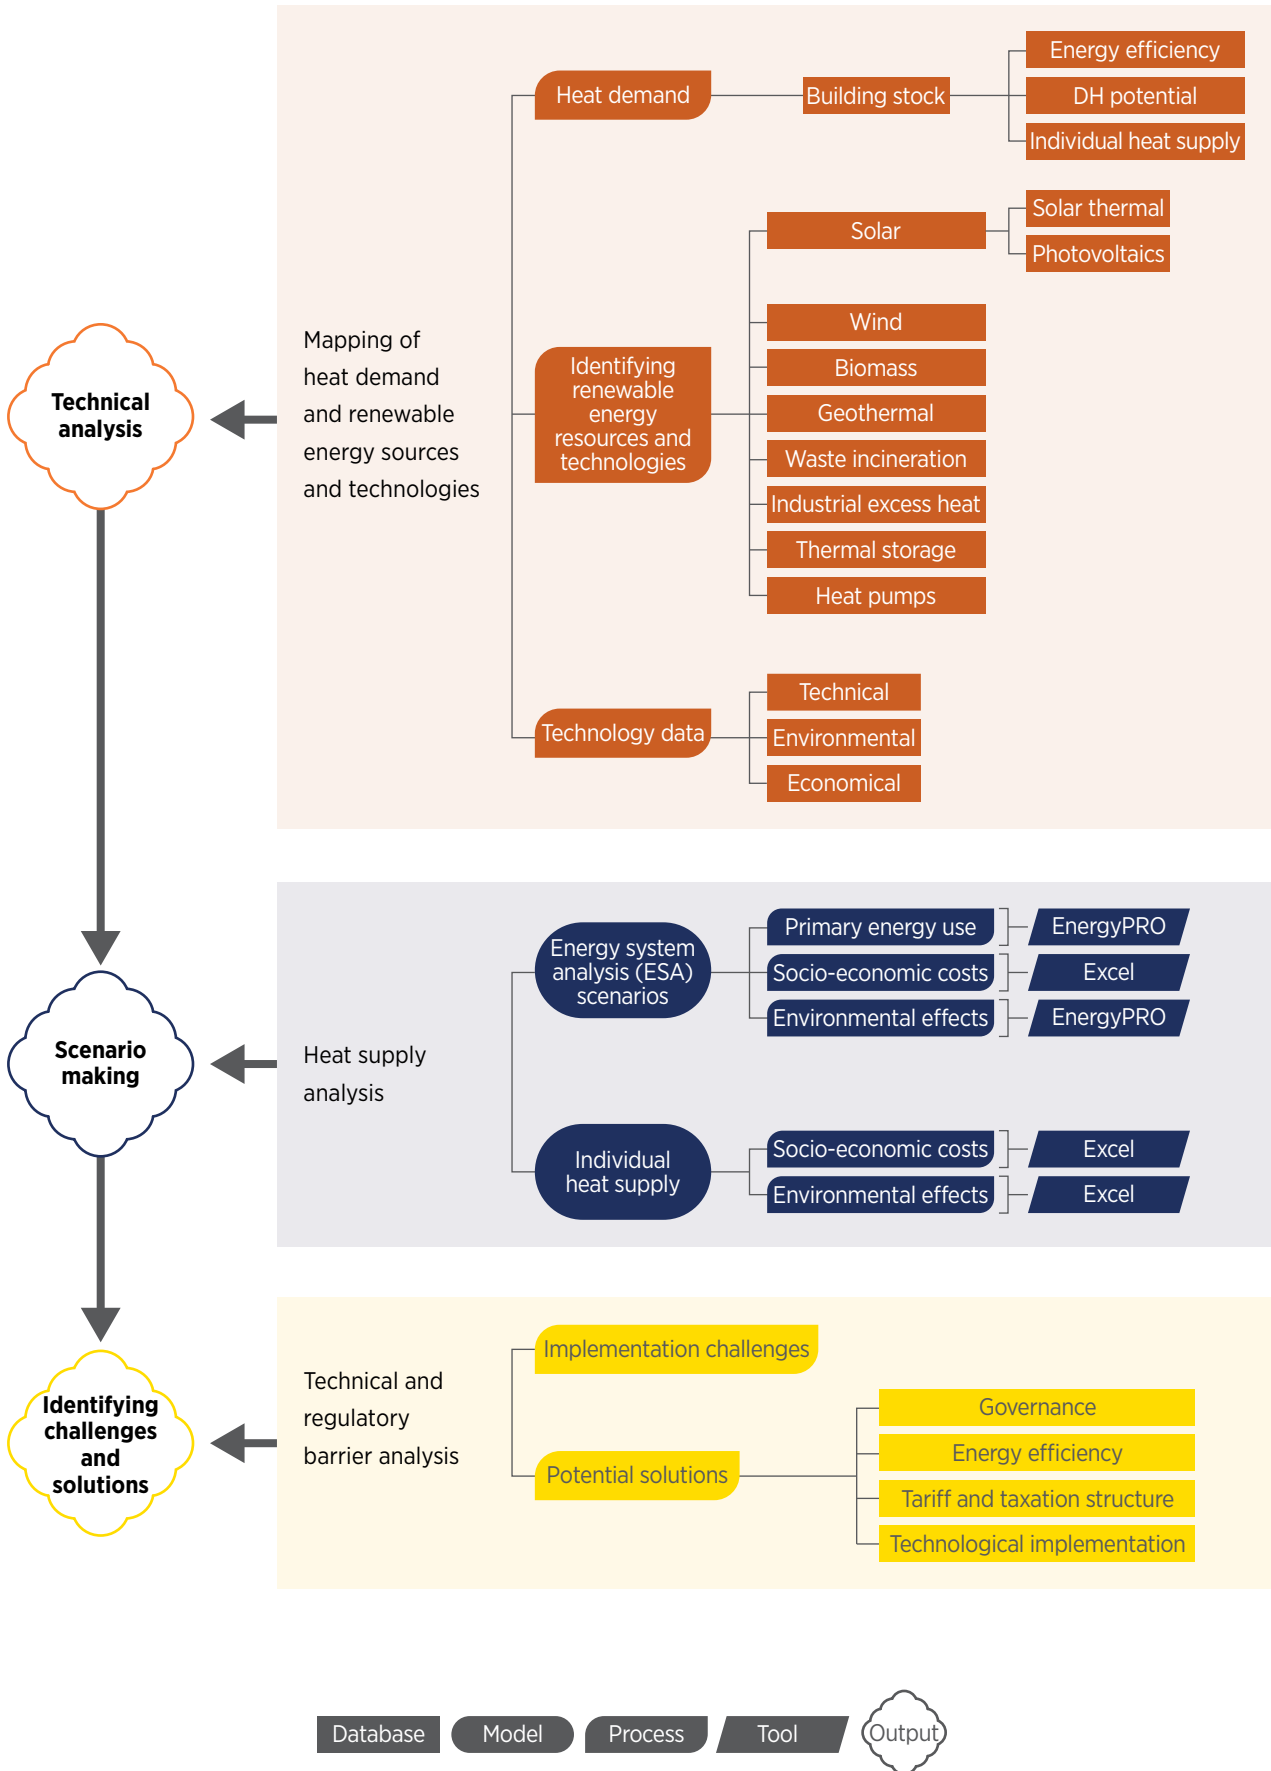 Technical
analysis
Mapping of
heat demand
and renewable
energy sources
and technologies
Heat demand
Building stock
Energy efficiency
DH potential
Individual heat supply
Identifying
renewable
energy
resources and
technologies
Solar
Solar thermal
Photovoltaics
Wind
Biomass
Geothermal
Waste incineration
Industrial excess heat
Thermal storage
Heat pumps
Technology data
Technical
Environmental
Economical
Scenario
making
Heat supply
analysis
Energy system
analysis (ESA)
scenarios
Primary energy use
EnergyPRO
Socio-economic costs
Excel
Environmental effects
EnergyPRO
Individual
heat supply
Socio-economic costs
Excel
Environmental effects
Excel
Identifying
challenges
and
solutions
Technical and
regulatory
barrier analysis
Implementation challenges
Potential solutions
Governance
Energy efficiency
Tariff and taxation structure
Technological implementation
Database
Model
Process
Tool
Output